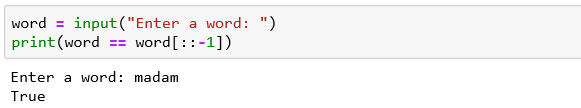 word = input("Enter a word: ")
print(word == word[::-1])
Enter a word: madam
True